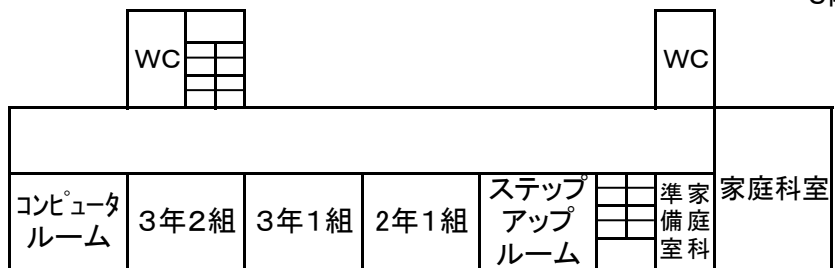 WC
WC
コンピュータ
ルーム
3年2組
3年1組
2年1組
ステップ
アップ
ルーム
家庭科
準備室
家庭科室